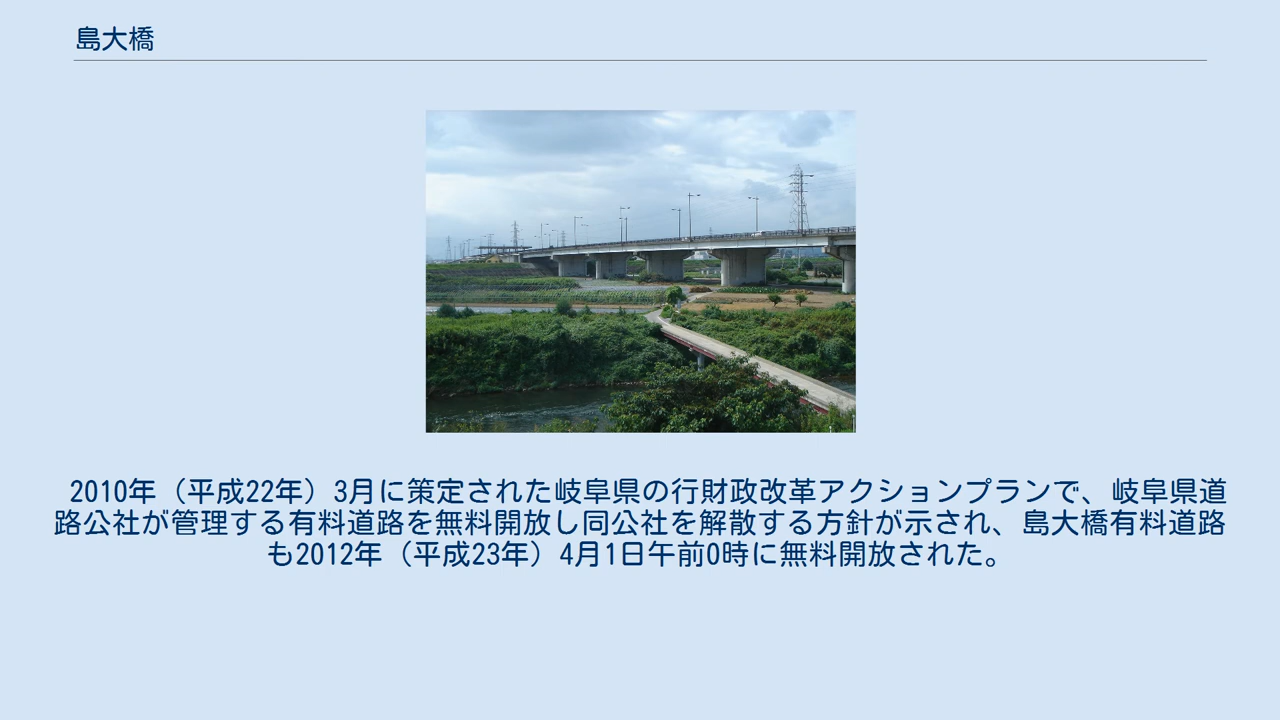 島大橋
2010年（平成22年）3月に策定された岐阜県の行財政改革アクションプランで、岐阜県道
路公社が管理する有料道路を無料開放し同公社を解散する方針が示され、島大橋有料道路
も2012年（平成23年）4月1日午前0時に無料開放された。